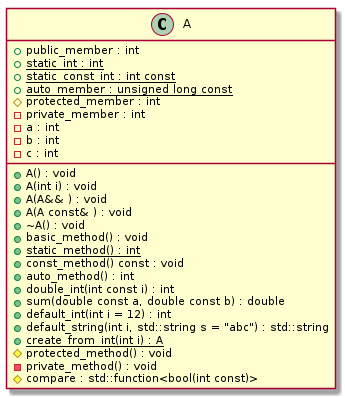 C A
public_member : int
static_int : int
static_const_int : int const
auto_member : unsigned long const
protected_member : int
private_member : int
a : int
b : int
c : int
A() : void
A(int i) : void
A(A&& ) : void
A(A const& ) : void
~A() : void
basic_method() : void
static_method() : int
const_method() const : void
auto_method() : int
double_int(int const i) : int
sum(double const a, double const b) : double
default_int(int i = 12) : int
default_string(int i, std::string s = "abc") : std::string
create_from_int(int i) : A
protected_method() : void
private_method() : void
compare : std::function<bool(int const)>